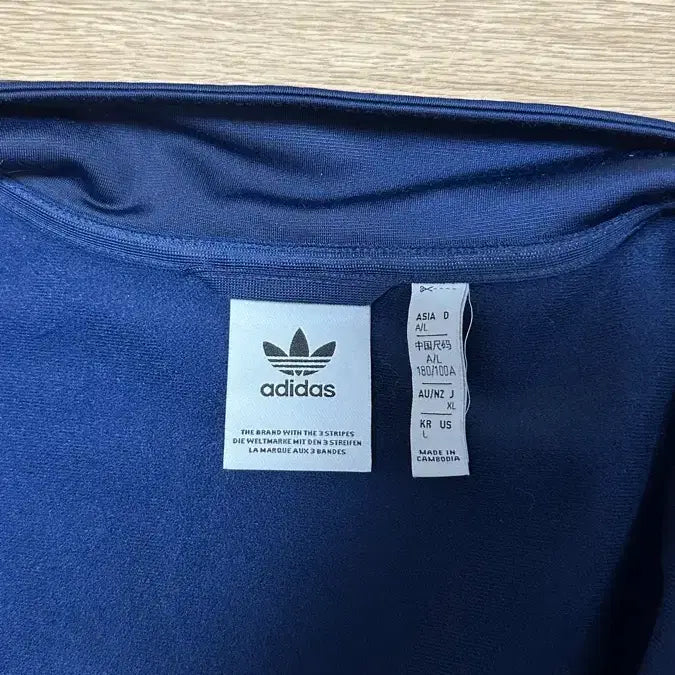 adidas
THE BRAND WITH THE 3 STRIPES
DIE WELTMARKE MIT DEN 3 STREIFEN
LA MARQUE AUX 3 BANDES
ASIA D
A/L
中国尺码
A/L
180/100A
AU/NZ J
XL
KR US
L
MADE IN
CAMBODIA